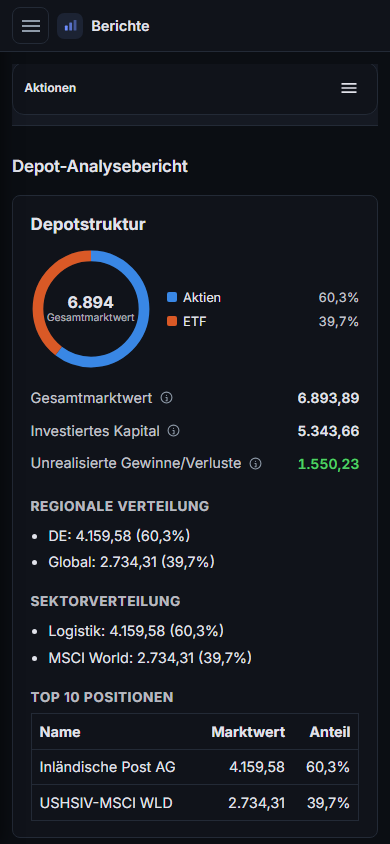 Berichte
Aktionen
Depot-Analysebericht
Depotstruktur
6.894
Gesamtmarktwert
Aktien 60,3%
ETF 39,7%
Gesamtmarktwert 6.893,89
Investiertes Kapital 5.343,66
Unrealisierte Gewinne/Verluste 1.550,23
REGIONALE VERTEILUNG
• DE: 4.159,58 (60,3%)
• Global: 2.734,31 (39,7%)
SEKTORVERTEILUNG
• Logistik: 4.159,58 (60,3%)
• MSCI World: 2.734,31 (39,7%)
TOP 10 POSITIONEN
Name Marktwert Anteil
Inländische Post AG 4.159,58 60,3%
USHSIV-MSCI WLD 2.734,31 39,7%